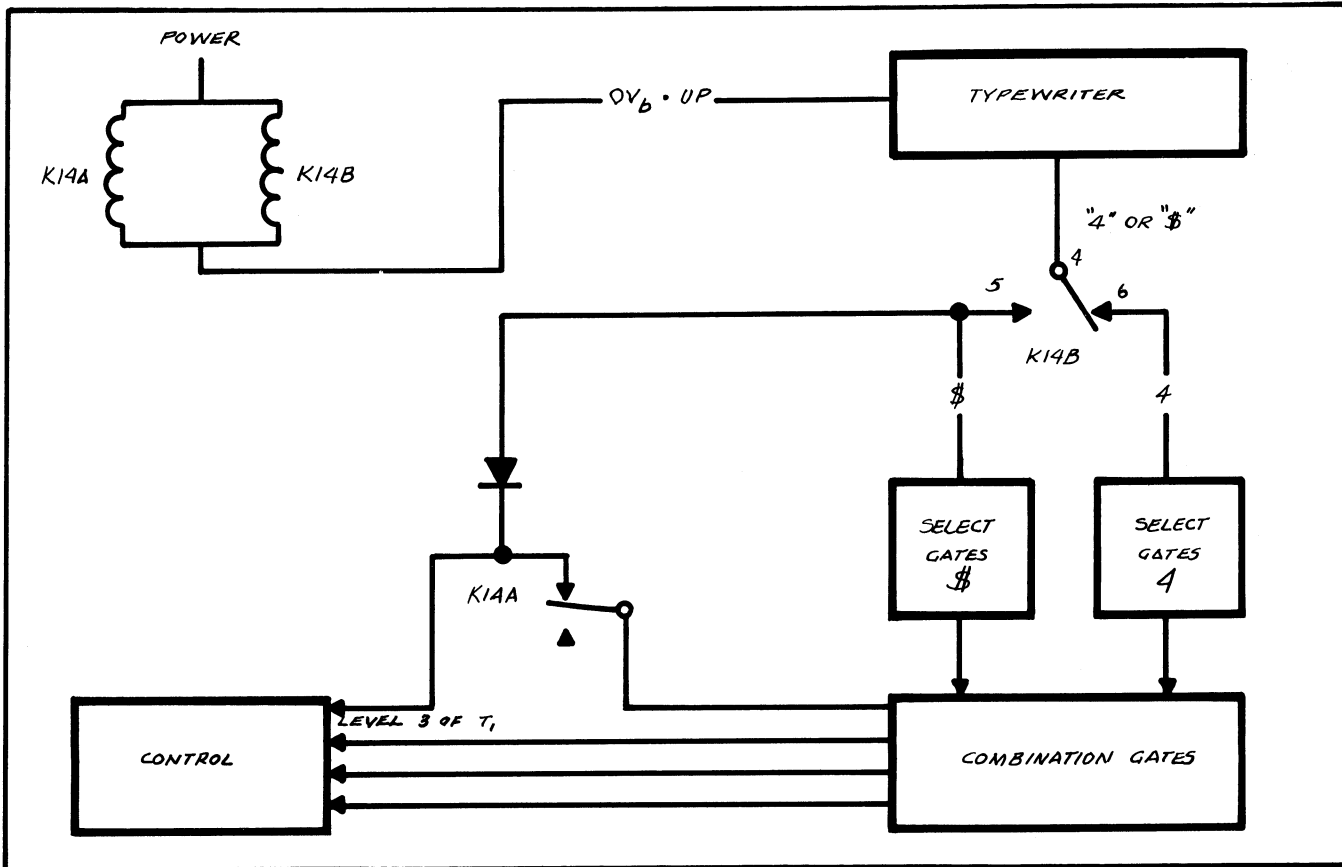 POWER
K14A
K14B
OV_b · UP
TYPEWRITER
"4" OR "$"
4
5
6
K14B
$
4
SELECT
GATES
$
SELECT
GATES
4
K14A
LEVEL 3 OF T₁
CONTROL
COMBINATION GATES